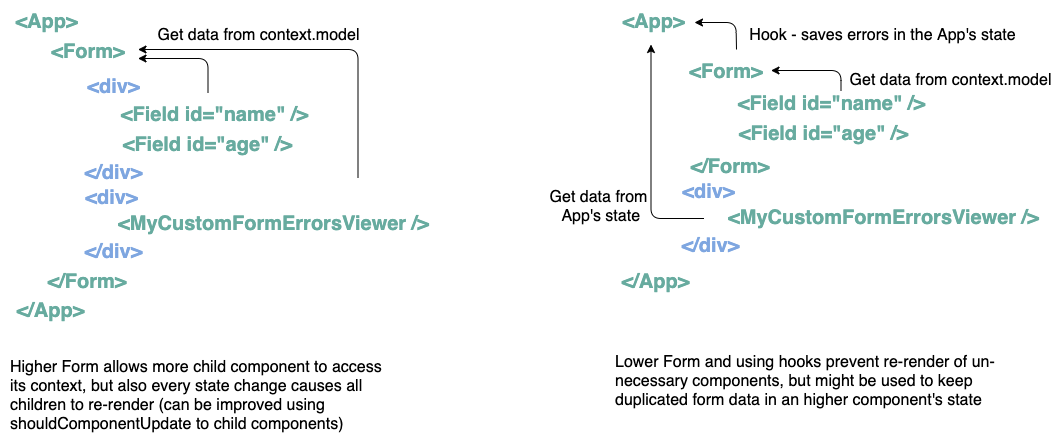 <App>
<Form>
Get data from context.model
<div>
<Field id="name" />
<Field id="age" />
</div>
<div>
<MyCustomFormErrorsViewer />
</div>
</Form>
</App>
Higher Form allows more child component to access
its context, but also every state change causes all
children to re-render (can be improved using
shouldComponentUpdate to child components)
<App>
Hook - saves errors in the App's state
<Form>
Get data from context.model
<Field id="name" />
<Field id="age" />
</Form>
<div>
Get data from
App's state
<MyCustomFormErrorsViewer />
</div>
</App>
Lower Form and using hooks prevent re-render of un-
necessary components, but might be used to keep
duplicated form data in an higher component's state